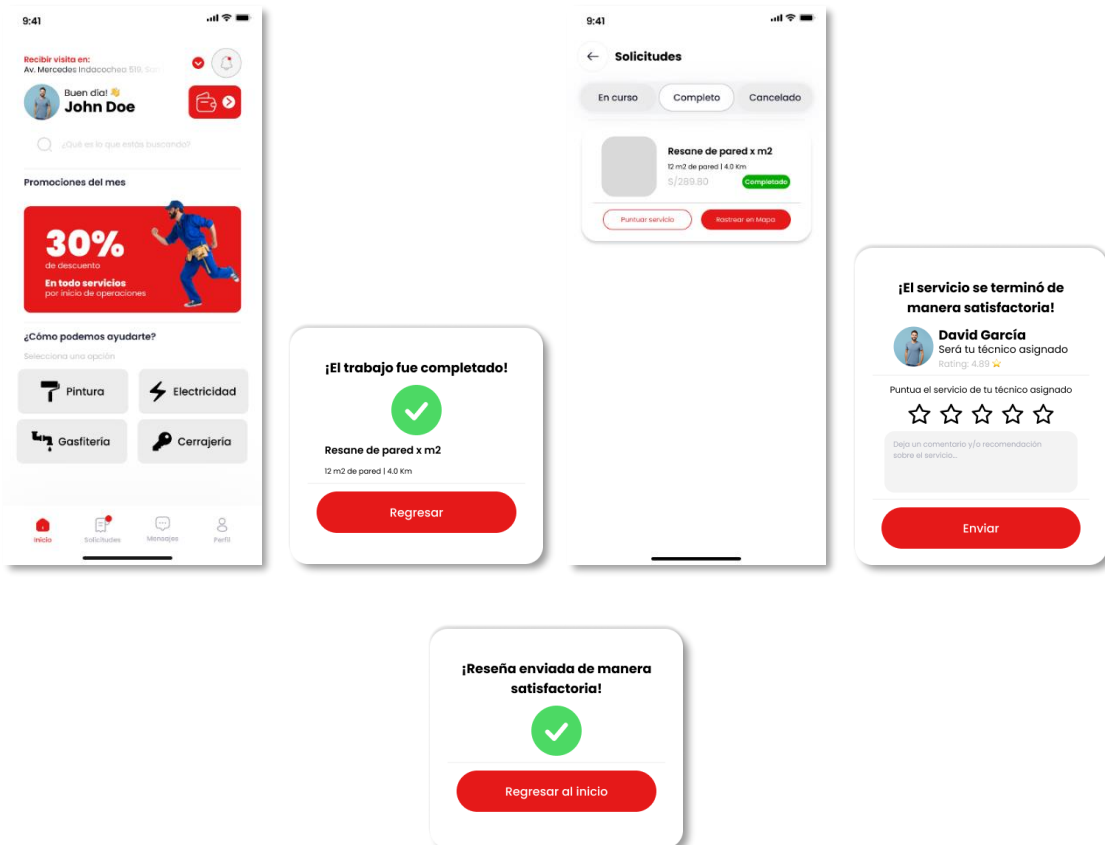 9:41
Recibir visita en:
Av. Mercedes Indacochea 519,
Buen día! 👋
John Doe
¿Qué es lo que estás buscando?
Promociones del mes
30%
de descuento
En todo servicios
por inicio de operaciones
¿Cómo podemos ayudarte?
Selecciona una opción
Pintura
Electricidad
Gasfitería
Cerrajería
Inicio
Solicitudes
Mensajes
Perfil
¡El trabajo fue completado!
Resane de pared x m2
12 m2 de pared | 4.0 Km
Regresar
9:41
Solicitudes
En curso
Completo
Cancelado
Resane de pared x m2
12 m2 de pared | 4.0 Km
S/289.80
Completado
Puntuar servicio
Rastrear en Mapa
¡El servicio se terminó de
manera satisfactoria!
David García
Será tu técnico asignado
Rating: 4.89 ⭐
Puntua el servicio de tu técnico asignado
Deja un comentario y/o recomendación
sobre el servicio...
Enviar
¡Reseña enviada de manera
satisfactoria!
Regresar al inicio